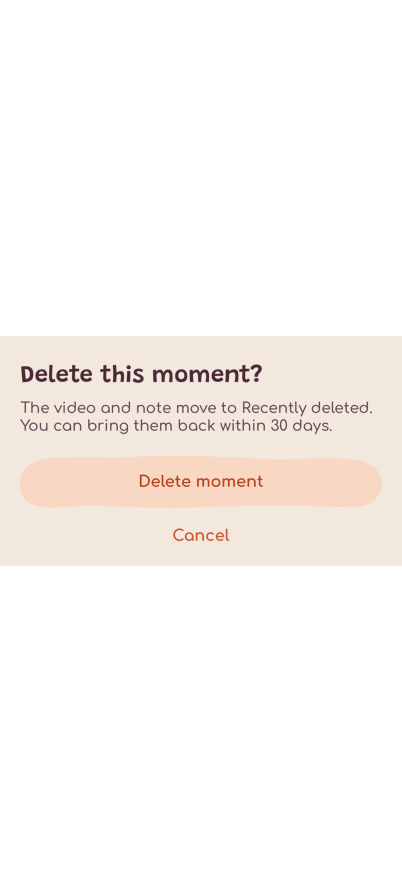 Delete this moment?
The video and note move to Recently deleted.
You can bring them back within 30 days.
Delete moment
Cancel